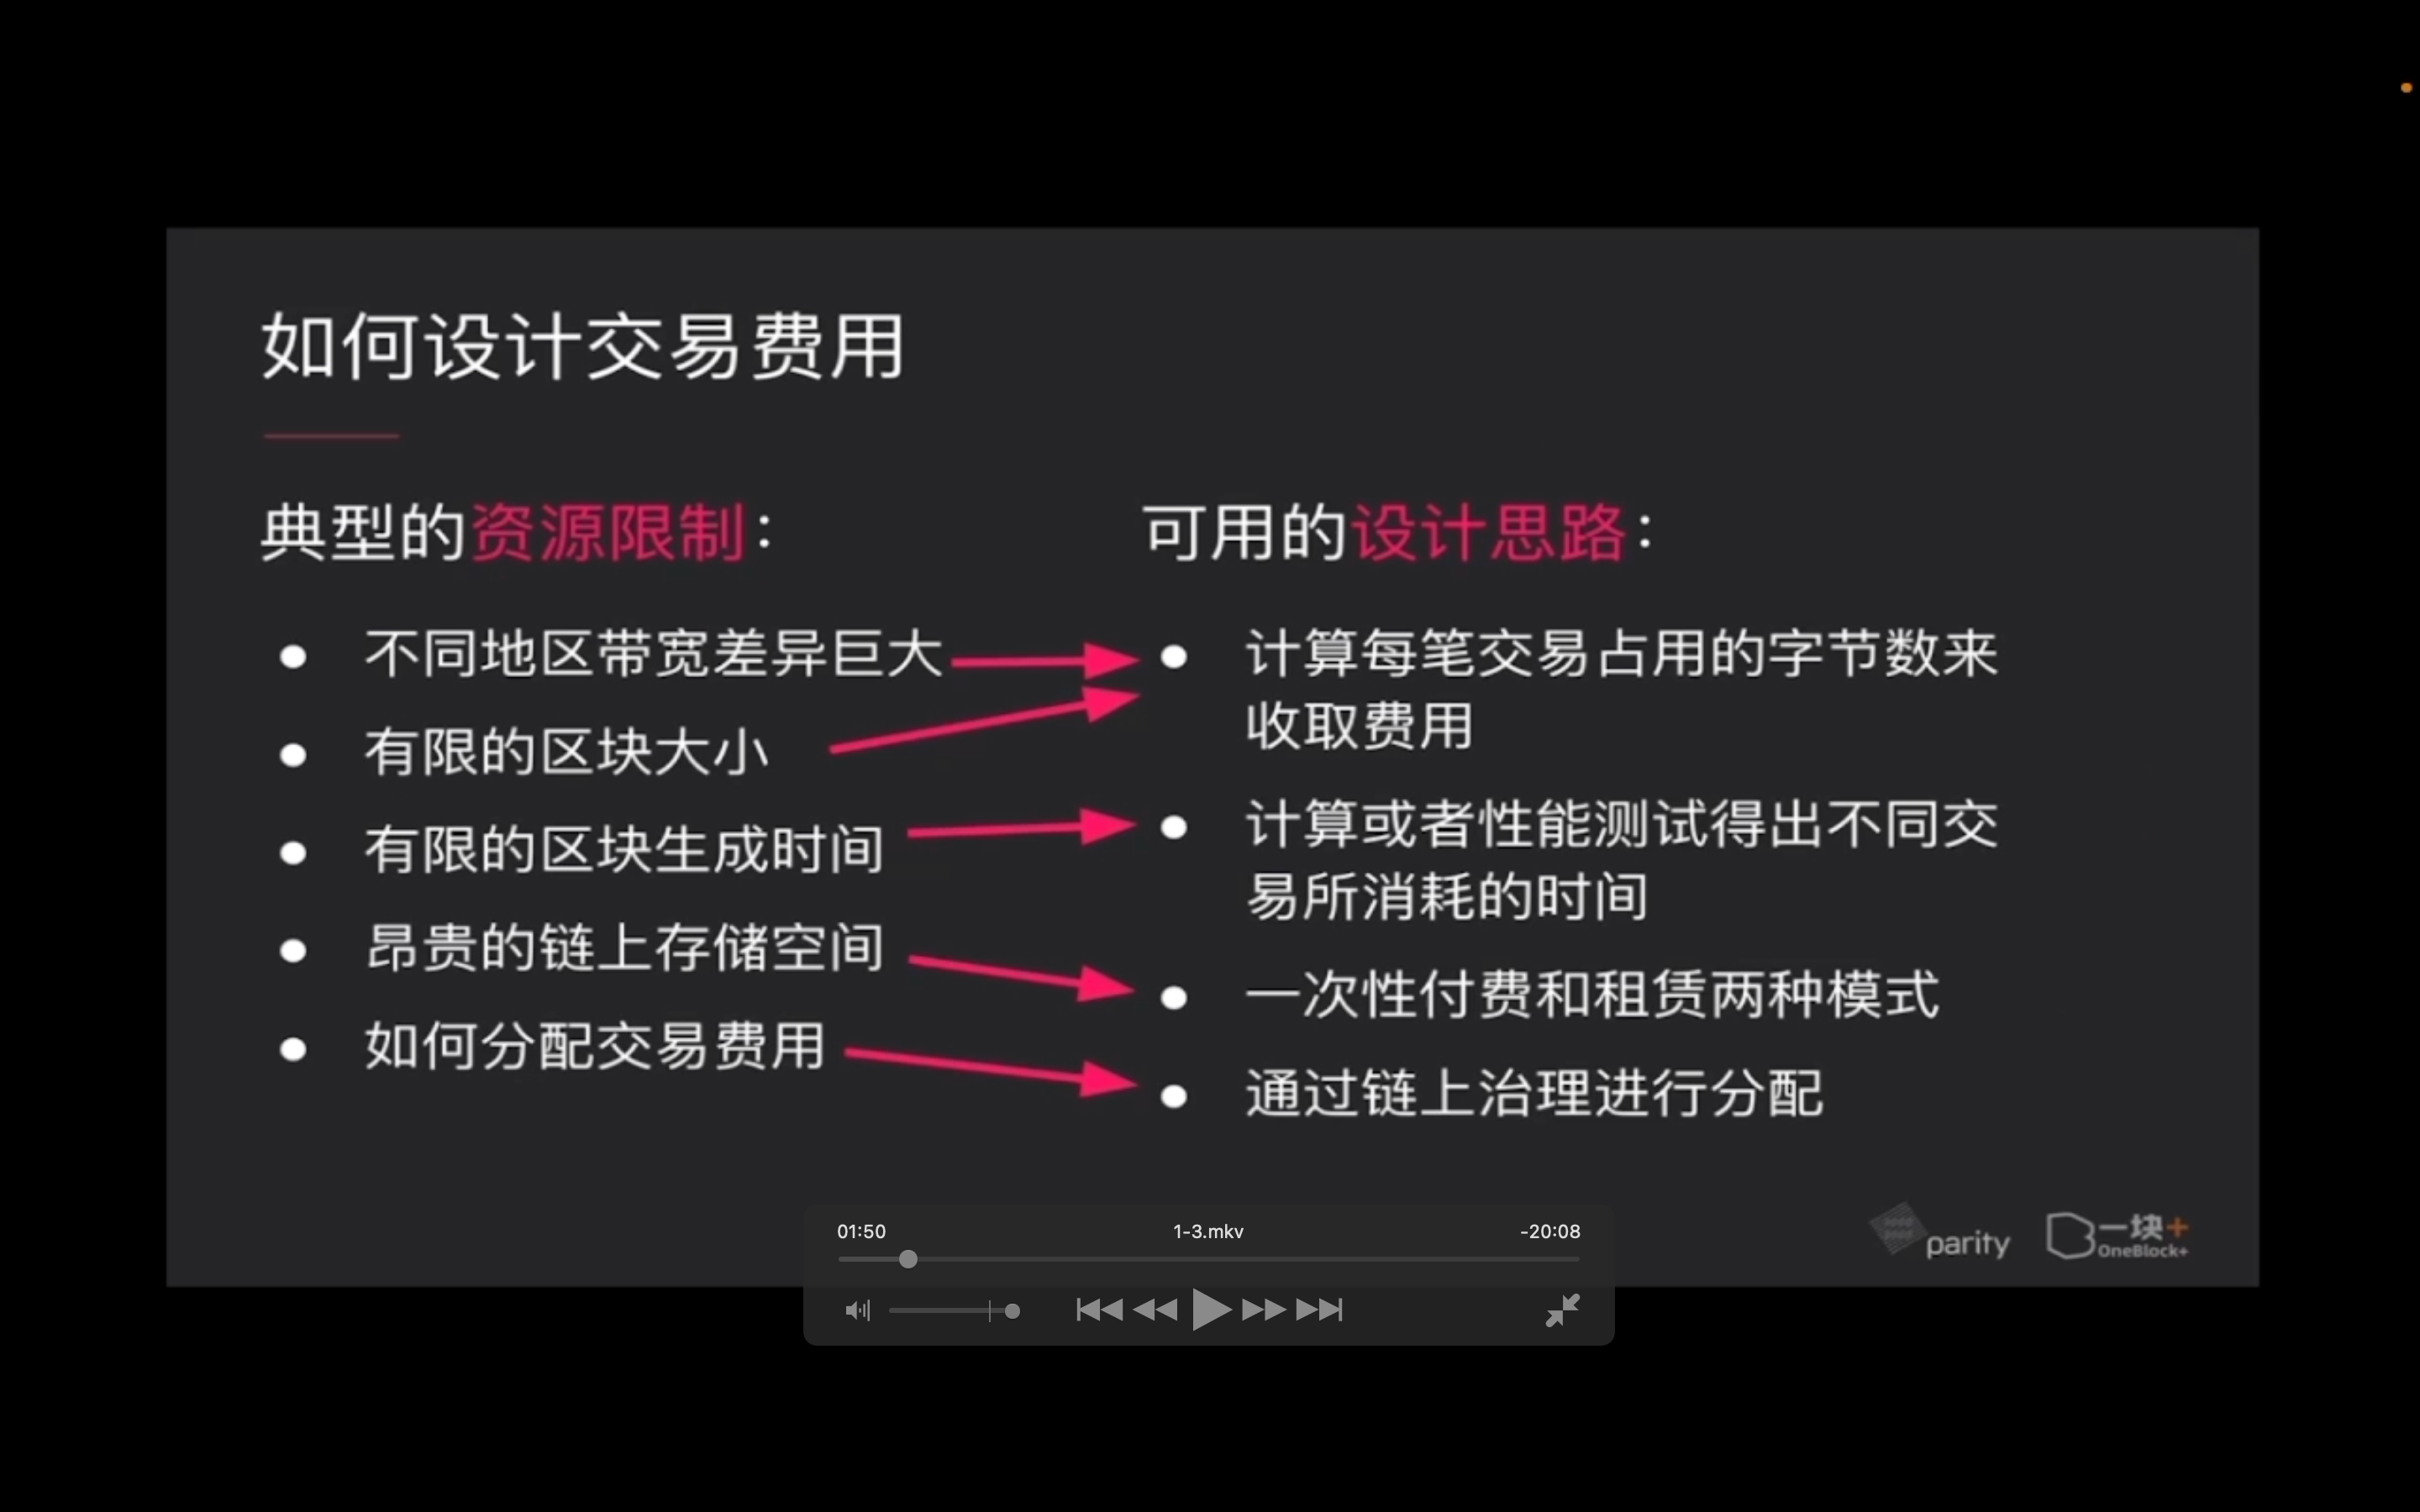 如何设计交易费用
典型的资源限制：
不同地区带宽差异巨大
有限的区块大小
有限的区块生成时间
昂贵的链上存储空间
如何分配交易费用
可用的设计思路：
计算每笔交易占用的字节数来
收取费用
计算或者性能测试得出不同交
易所消耗的时间
一次性付费和租赁两种模式
通过链上治理进行分配
parity
一块+
OneBlock+
01:50
1-3.mkv
-20:08